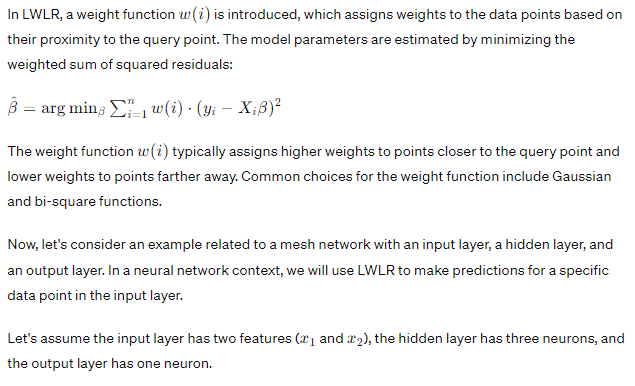 In LWLR, a weight function w(i) is introduced, which assigns weights to the data points based on
their proximity to the query point. The model parameters are estimated by minimizing the
weighted sum of squared residuals:
β̂ = arg min_β ∑_{i=1}^{n} w(i) · (y_i − X_iβ)²
The weight function w(i) typically assigns higher weights to points closer to the query point and
lower weights to points farther away. Common choices for the weight function include Gaussian
and bi-square functions.
Now, let's consider an example related to a mesh network with an input layer, a hidden layer, and
an output layer. In a neural network context, we will use LWLR to make predictions for a specific
data point in the input layer.
Let's assume the input layer has two features (x₁ and x₂), the hidden layer has three neurons, and
the output layer has one neuron.